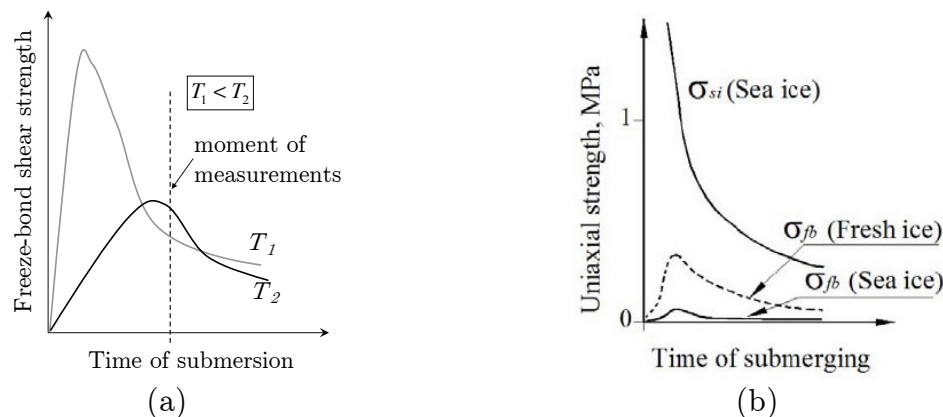 Freeze-bond shear strength
T₁ < T₂
moment of
measurements
T₁
T₂
Time of submersion
(a)
Uniaxial strength, MPa
1
0
σsi (Sea ice)
σfb (Fresh ice)
σfb (Sea ice)
Time of submerging
(b)